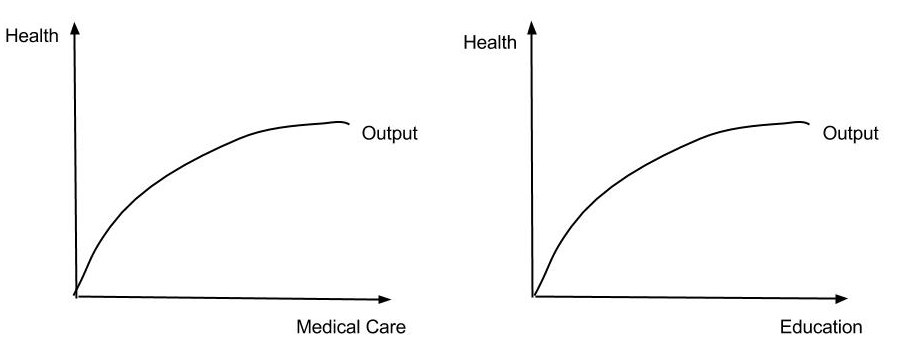 Health
Output
Medical Care
Health
Output
Education